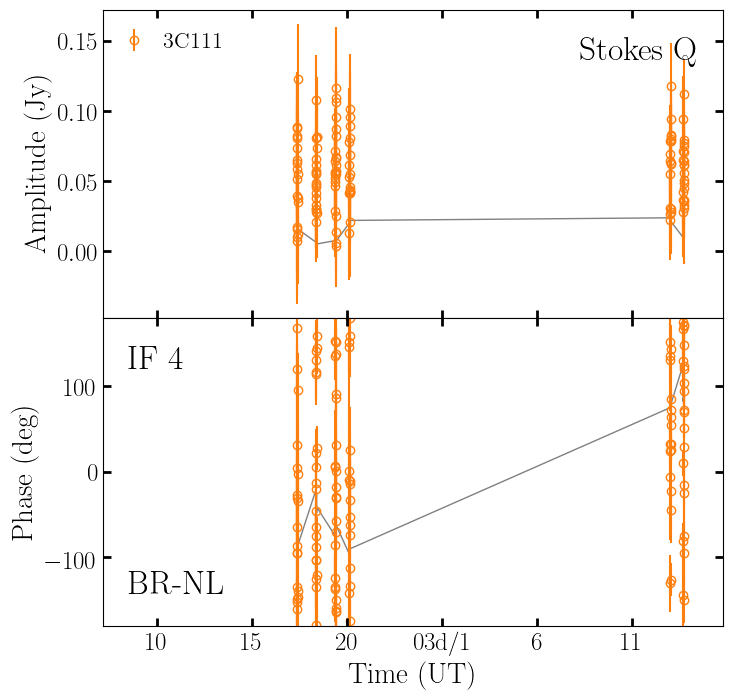 3C111
Stokes Q
0.15
0.10
0.05
0.00
Amplitude (Jy)
IF 4
100
0
−100
Phase (deg)
BR-NL
10 15 20 03d/1 6 11
Time (UT)